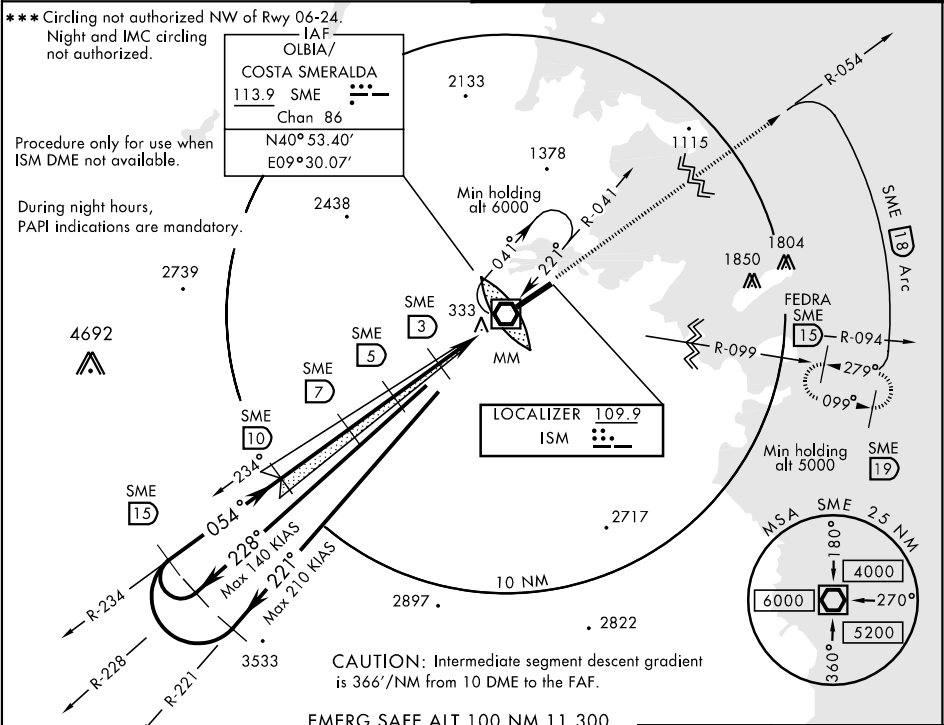 *** Circling not authorized NW of Rwy 06-24.
Night and IMC circling
not authorized.
IAF
OLBIA/
COSTA SMERALDA
113.9 SME
Chan 86
N40° 53.40′
E09° 30.07′
Procedure only for use when
ISM DME not available.
During night hours,
PAPI indications are mandatory.
2133
R-054
1115
1378
Min holding
alt 6000
R-041
041°
221°
2438
2739
4692
SME
18
Arc
1850
1804
FEDRA
SME
15
R-094
R-099
279°
099°
333
MM
SME
3
SME
5
SME
7
SME
10
SME
15
LOCALIZER 109.9
ISM
Min holding
alt 5000
SME
19
234°
054°
228°
Max 140 KIAS
221°
Max 210 KIAS
2717
10 NM
R-234
R-228
R-221
2897
2822
3533
MSA SME 25 NM
180°
4000
6000
270°
5200
360°
CAUTION: Intermediate segment descent gradient
is 366′/NM from 10 DME to the FAF.
EMERG SAFE ALT 100 NM 11,300